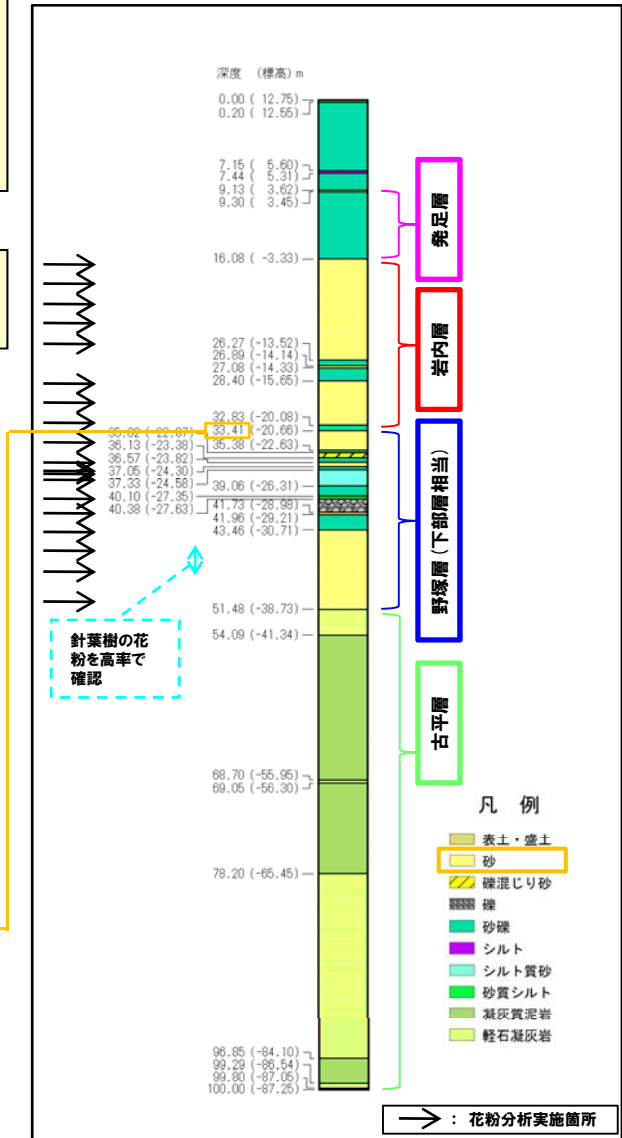 深度 (標高) m
0.00 ( 12.75)
0.20 ( 12.55)
7.15 ( 5.60)
7.44 ( 5.31)
9.13 ( 3.62)
9.30 ( 3.45)
16.08 ( -3.33)
26.27 (-13.52)
26.89 (-14.14)
27.08 (-14.33)
28.40 (-15.65)
32.83 (-20.08)
33.41 (-20.66)
35.38 (-22.63)
36.13 (-23.38)
36.57 (-23.82)
37.05 (-24.30)
37.33 (-24.58)
39.06 (-26.31)
40.10 (-27.35)
40.38 (-27.63)
41.73 (-28.98)
41.96 (-29.21)
43.46 (-30.71)
51.48 (-38.73)
54.09 (-41.34)
68.70 (-55.95)
69.05 (-56.30)
78.20 (-65.45)
96.85 (-84.10)
99.29 (-86.54)
99.80 (-87.05)
100.00 (-87.25)
発足層
岩内層
野塚層(下部層相当)
古平層
針葉樹の花
粉を高率で
確認
凡 例
表土・盛土
砂
礫混じり砂
礫
砂礫
シルト
シルト質砂
砂質シルト
凝灰質泥岩
軽石凝灰岩
: 花粉分析実施箇所